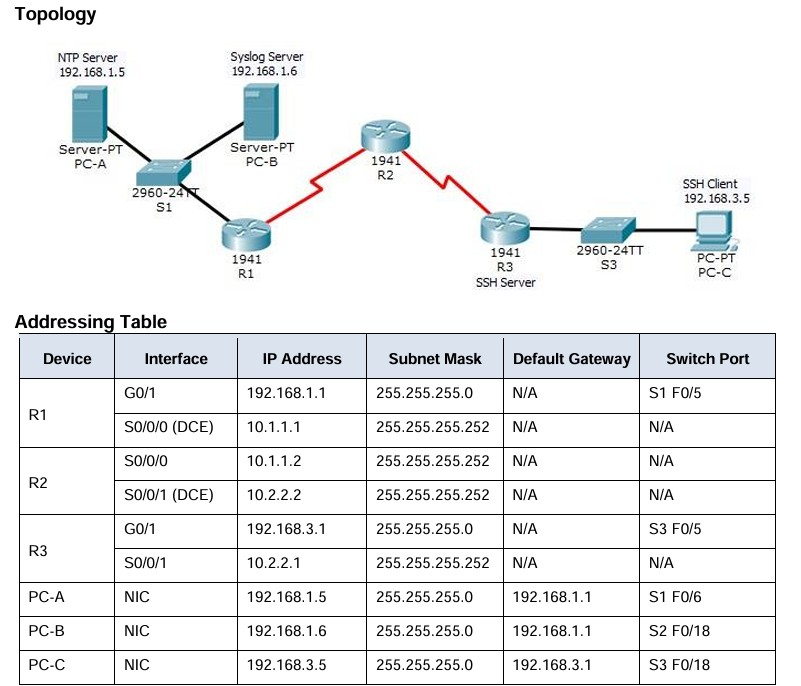 Topology
NTP Server
192.168.1.5
Syslog Server
192.168.1.6
Server-PT
PC-A
Server-PT
PC-B
2960-24TT
S1
1941
R1
1941
R2
1941
R3
SSH Server
2960-24TT
S3
SSH Client
192.168.3.5
PC-PT
PC-C
Addressing Table
Device Interface IP Address Subnet Mask Default Gateway Switch Port
R1 G0/1 192.168.1.1 255.255.255.0 N/A S1 F0/5
S0/0/0 (DCE) 10.1.1.1 255.255.255.252 N/A N/A
R2 S0/0/0 10.1.1.2 255.255.255.252 N/A N/A
S0/0/1 (DCE) 10.2.2.2 255.255.255.252 N/A N/A
R3 G0/1 192.168.3.1 255.255.255.0 N/A S3 F0/5
S0/0/1 10.2.2.1 255.255.255.252 N/A N/A
PC-A NIC 192.168.1.5 255.255.255.0 192.168.1.1 S1 F0/6
PC-B NIC 192.168.1.6 255.255.255.0 192.168.1.1 S2 F0/18
PC-C NIC 192.168.3.5 255.255.255.0 192.168.3.1 S3 F0/18